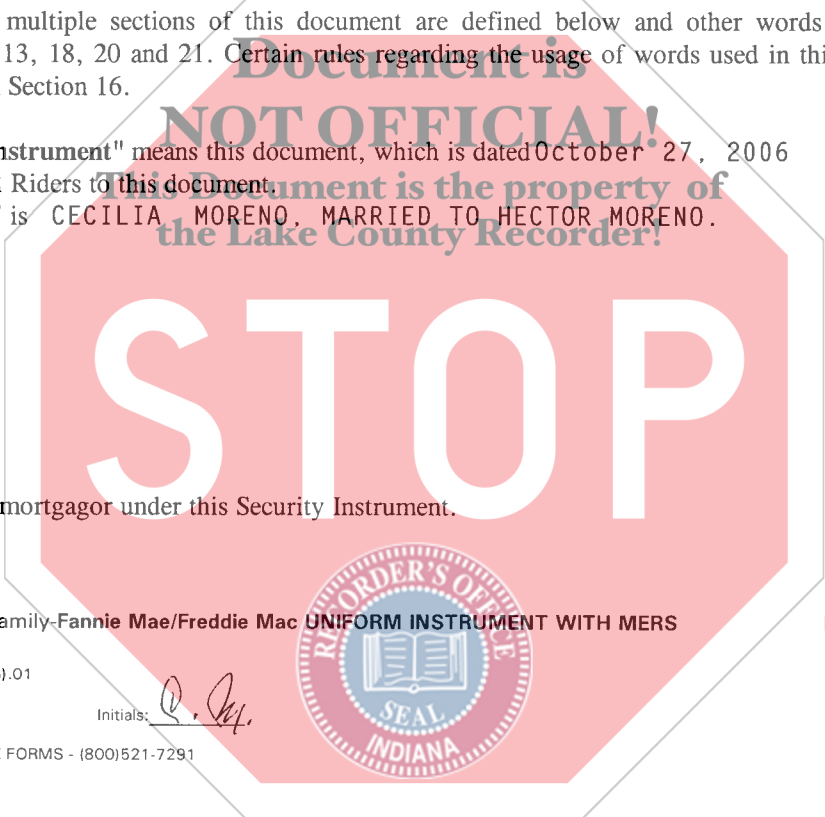 multiple sections of this document are defined below and other words
13, 18, 20 and 21. Certain rules regarding the usage of words used in thi
Section 16.
Document is
NOT OFFICIAL!
This Document is the property of
the Lake County Recorder!
nstrument" means this document, which is dated October 27, 2006
Riders to this document.
is CECILIA MORENO, MARRIED TO HECTOR MORENO.
STOP
mortgagor under this Security Instrument.
amily-Fannie Mae/Freddie Mac UNIFORM INSTRUMENT WITH MERS
).01
Initials: C. M.
FORMS - (800)521-7291
RECORDER'S OFFICE
SEAL
INDIANA